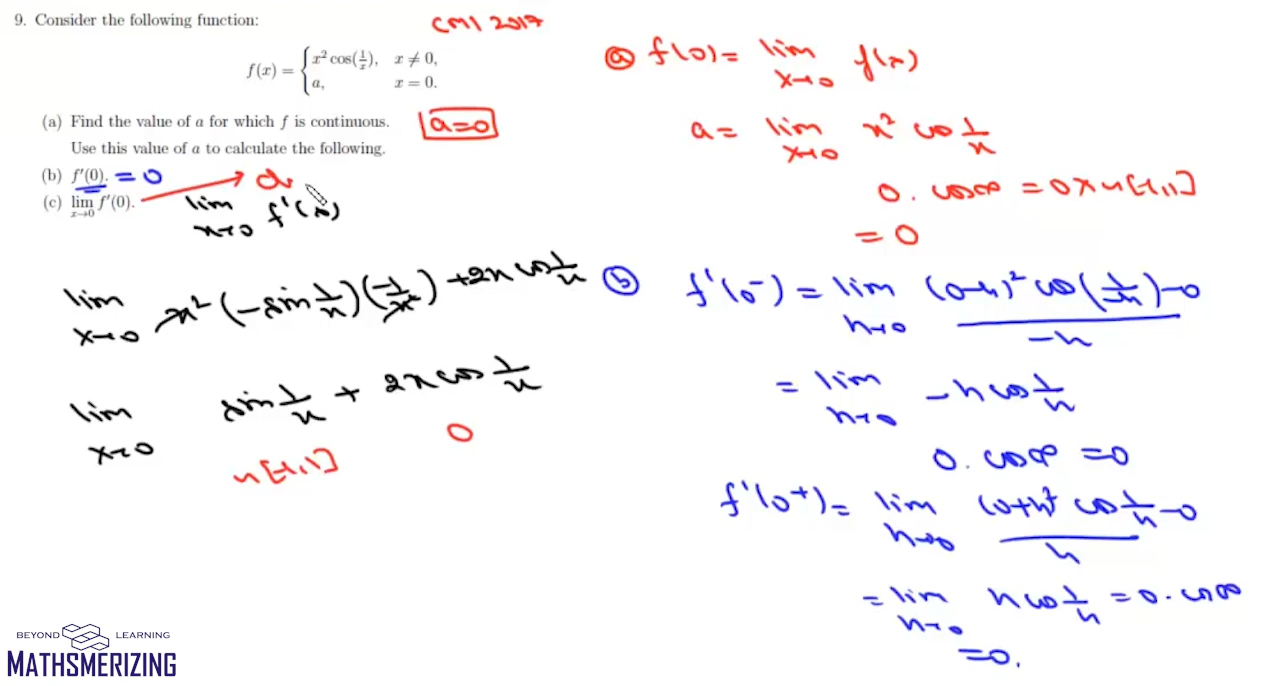 9. Consider the following function:
CMI 2017
f(x) = { x² cos(1/x), x ≠ 0,
a, x = 0.
(a) Find the value of a for which f is continuous.
a=0
Use this value of a to calculate the following.
(b) f′(0). = 0
(c) lim x→0 f′(0).
lim x→0 f'(x)
lim x→0 x² (-sin 1/x) (-1/x²) + 2x cos 1/x
lim x→0 sin 1/x + 2x cos 1/x
[-1,1]
0
(a) f(0) = lim x→0 f(x)
a = lim x→0 x² cos 1/x
0. cos∞ = 0 × [-1,1]
= 0
(b) f'(0⁻) = lim h→0 (0-h)² cos(1/-h) - 0 / -h
= lim h→0 -h cos 1/h
0. cos∞ = 0
f'(0⁺) = lim h→0 (0+h)² cos 1/h - 0 / h
= lim h→0 h cos 1/h = 0. cos∞
= 0.
BEYOND LEARNING
MATHSMERIZING